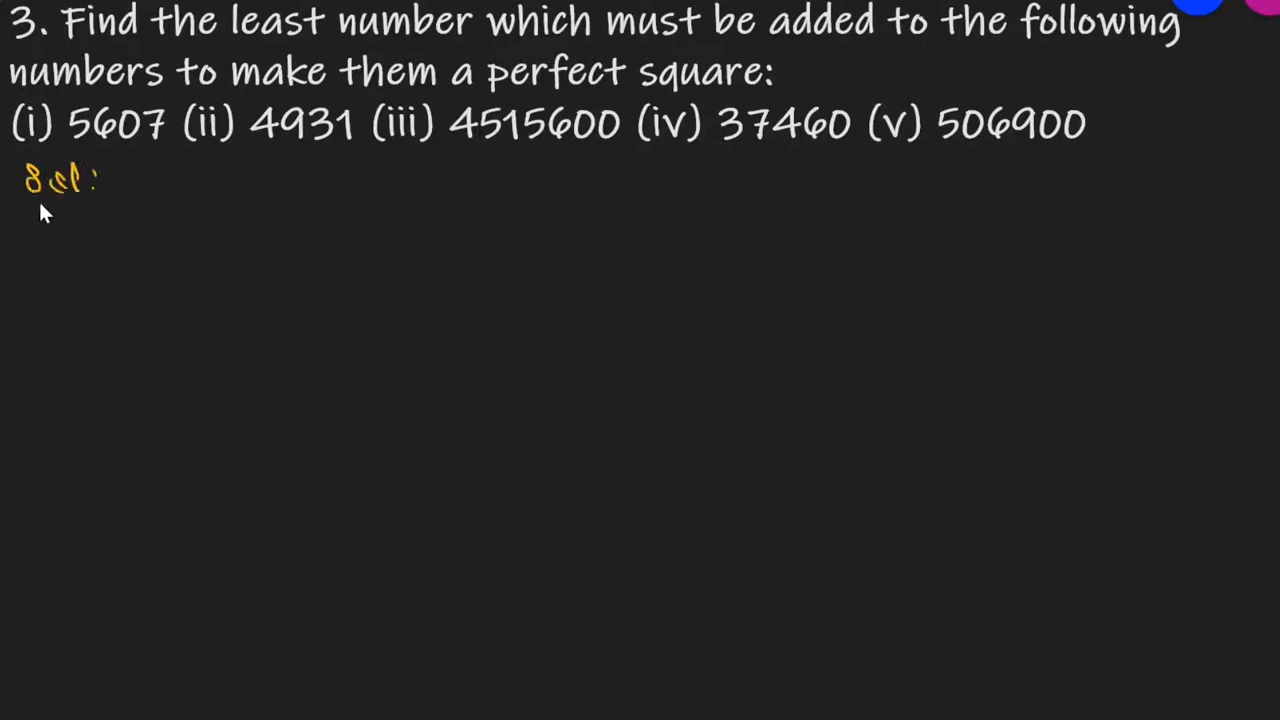 3. Find the least number which must be added to the following
numbers to make them a perfect square:
(i) 5607 (ii) 4931 (iii) 4515600 (iv) 37460 (v) 506900
Sol: